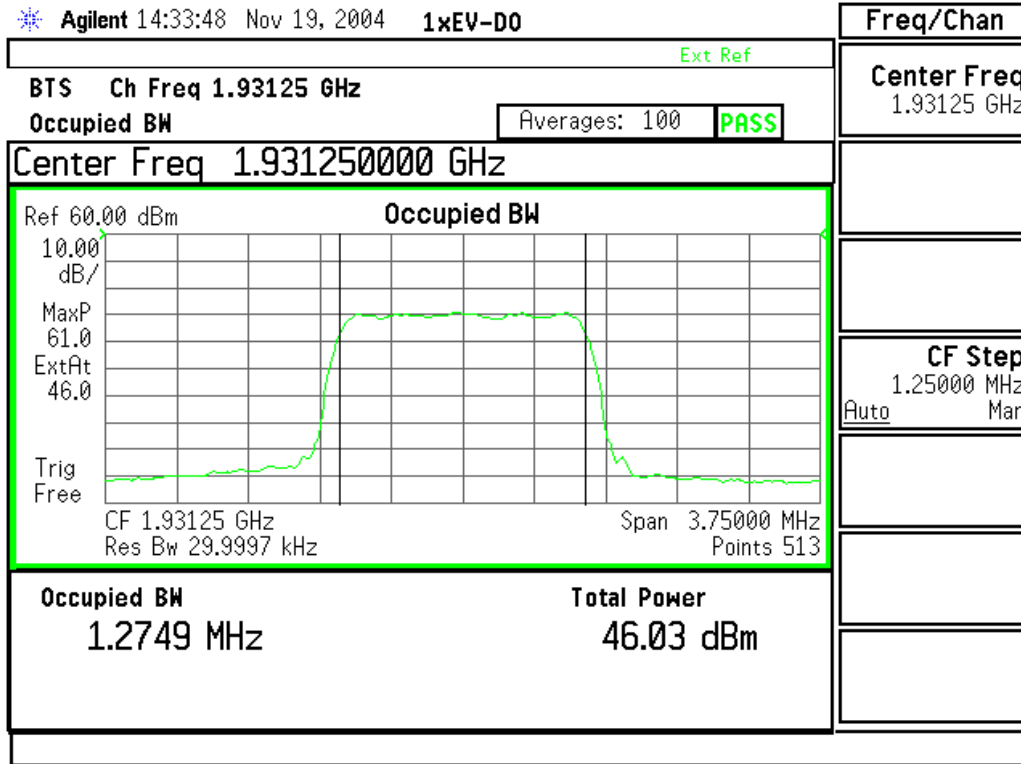 Agilent 14:33:48 Nov 19, 2004 1xEV-DO
Freq/Chan
Ext Ref
BTS Ch Freq 1.93125 GHz
Occupied BW
Averages: 100 PASS
Center Freq 1.931250000 GHz
Ref 60.00 dBm
Occupied BW
10.00
dB/
MaxP
61.0
ExtAt
46.0
Trig
Free
CF 1.93125 GHz
Span 3.75000 MHz
Res Bw 29.9997 kHz
Points 513
Occupied BW
1.2749 MHz
Total Power
46.03 dBm
Center Freq
1.93125 GHz
CF Step
1.25000 MHz
Auto Man